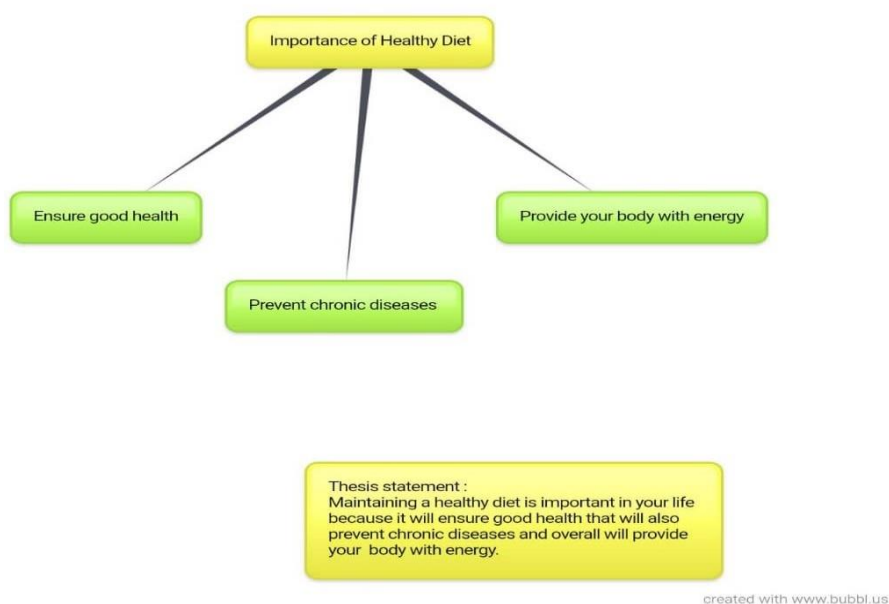 Importance of Healthy Diet
Ensure good health
Provide your body with energy
Prevent chronic diseases
Thesis statement :
Maintaining a healthy diet is important in your life
because it will ensure good health that will also
prevent chronic diseases and overall will provide
your  body with energy.
created with www.bubbl.us